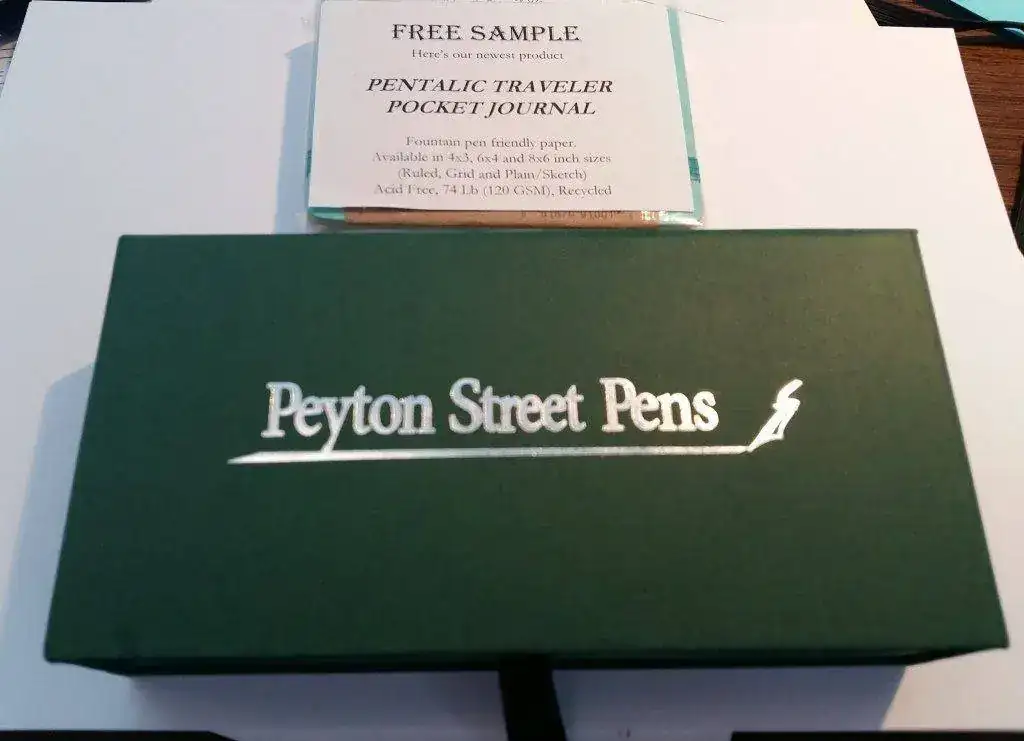 FREE SAMPLE
Here's our newest product
PENTALIC TRAVELER
POCKET JOURNAL
Fountain pen friendly paper.
Available in 4x3, 6x4 and 8x6 inch sizes
(Ruled, Grid and Plain/Sketch)
Acid Free, 74 Lb (120 GSM), Recycled
Peyton Street Pens